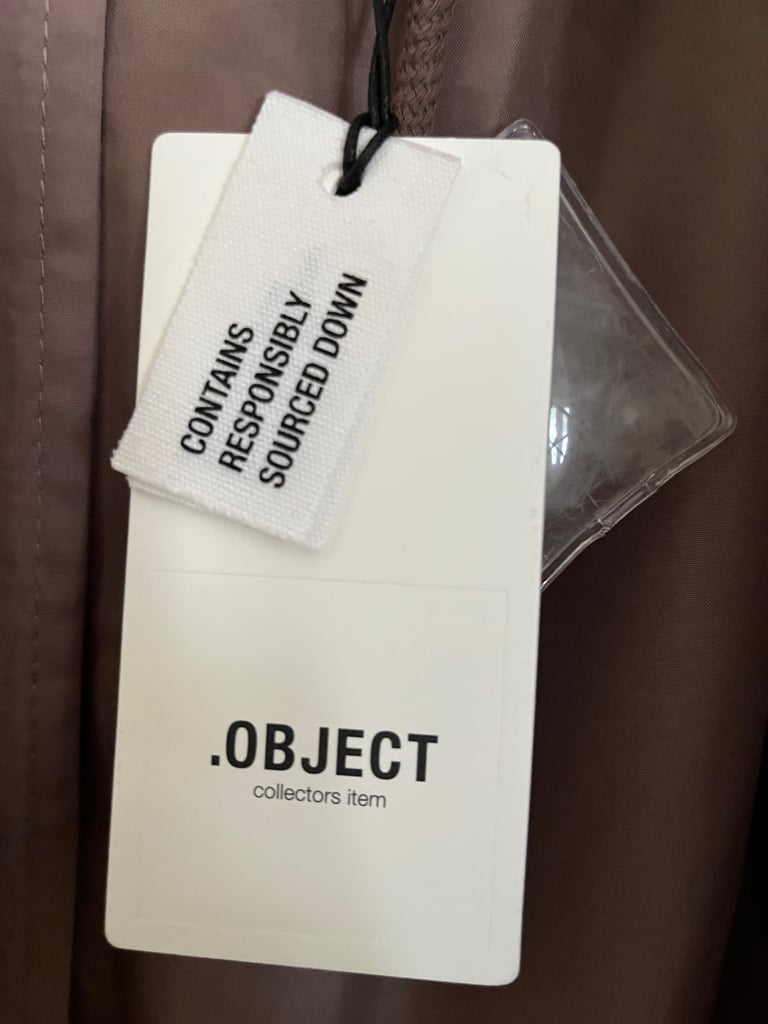 CONTAINS
RESPONSIBLY
SOURCED DOWN
.OBJECT
collectors item